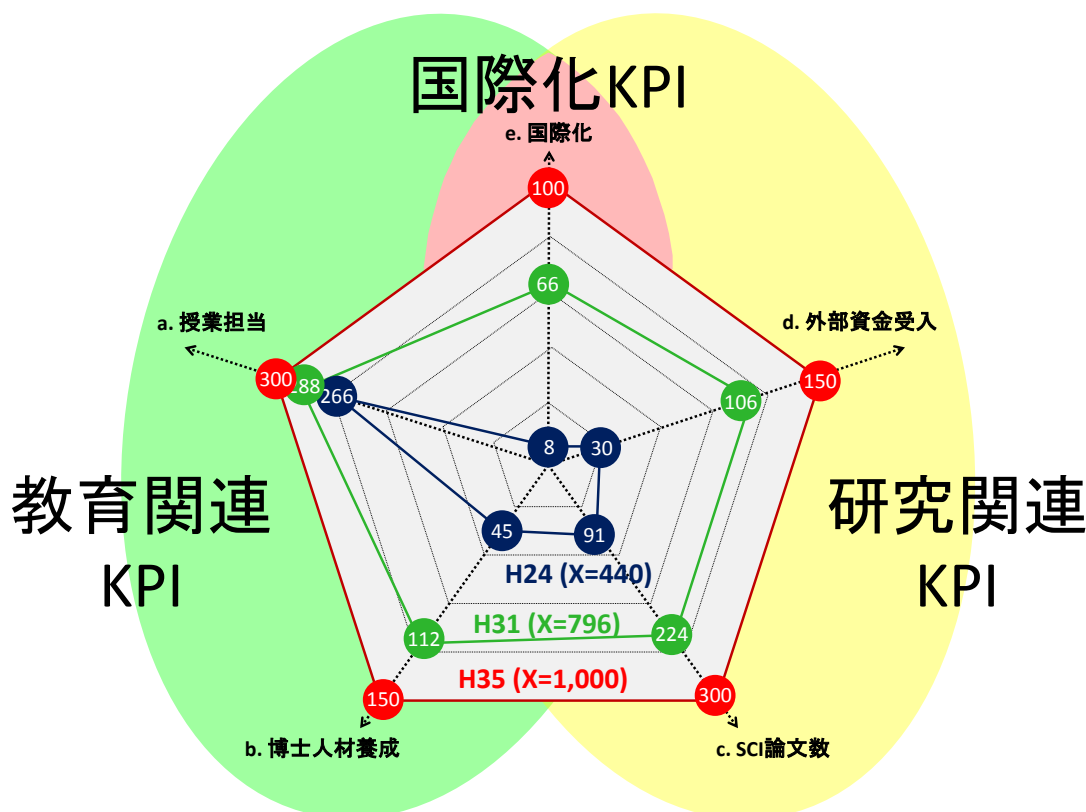 国際化KPI
e. 国際化
100
66
a. 授業担当
d. 外部資金受入
300
288
266
150
106
8
30
教育関連
KPI
研究関連
KPI
45
91
H24 (X=440)
H31 (X=796)
112
224
H35 (X=1,000)
150
300
b. 博士人材養成
c. SCI論文数